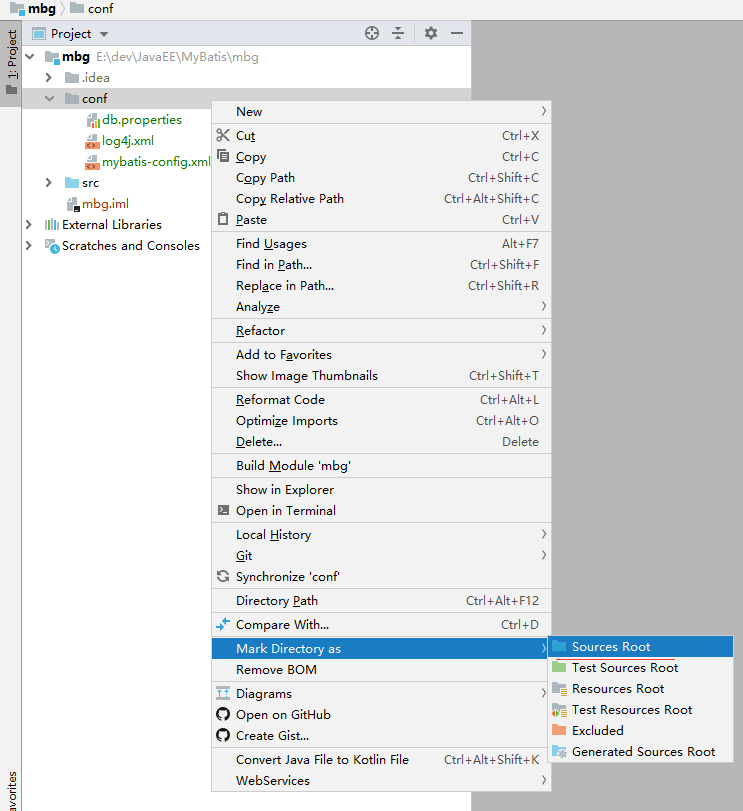 mbg
conf
1: Project
Project
mbg E:\dev\JavaEE\MyBatis\mbg
.idea
conf
db.properties
log4j.xml
mybatis-config.xml
src
mbg.iml
External Libraries
Scratches and Consoles
New
Cut Ctrl+X
Copy Ctrl+C
Copy Path Ctrl+Shift+C
Copy Relative Path Ctrl+Alt+Shift+C
Paste Ctrl+V
Find Usages Alt+F7
Find in Path... Ctrl+Shift+F
Replace in Path... Ctrl+Shift+R
Analyze
Refactor
Add to Favorites
Show Image Thumbnails Ctrl+Shift+T
Reformat Code Ctrl+Alt+L
Optimize Imports Ctrl+Alt+O
Delete... Delete
Build Module 'mbg'
Show in Explorer
Open in Terminal
Local History
Git
Synchronize 'conf'
Directory Path Ctrl+Alt+F12
Compare With... Ctrl+D
Mark Directory as
Remove BOM
Diagrams
Open on GitHub
Create Gist...
Convert Java File to Kotlin File Ctrl+Alt+Shift+K
WebServices
Sources Root
Test Sources Root
Resources Root
Test Resources Root
Excluded
Generated Sources Root
avorites